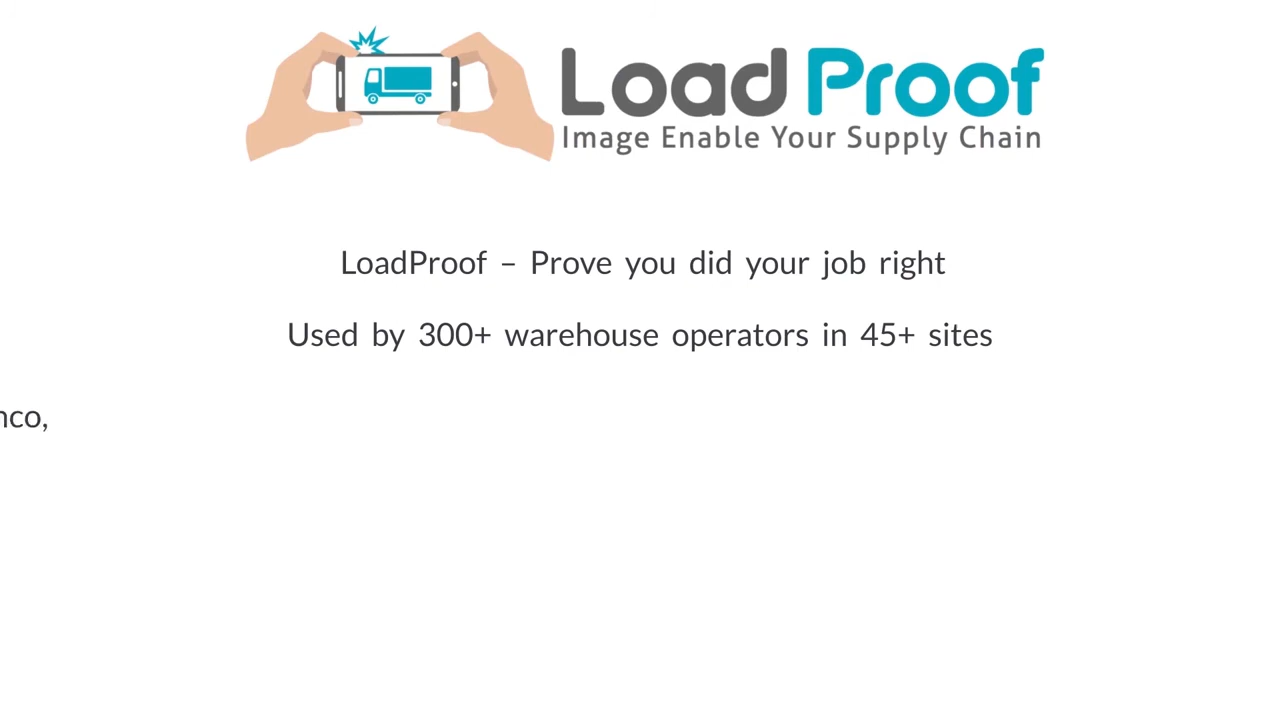 Load Proof
Image Enable Your Supply Chain
LoadProof – Prove you did your job right
Used by 300+ warehouse operators in 45+ sites